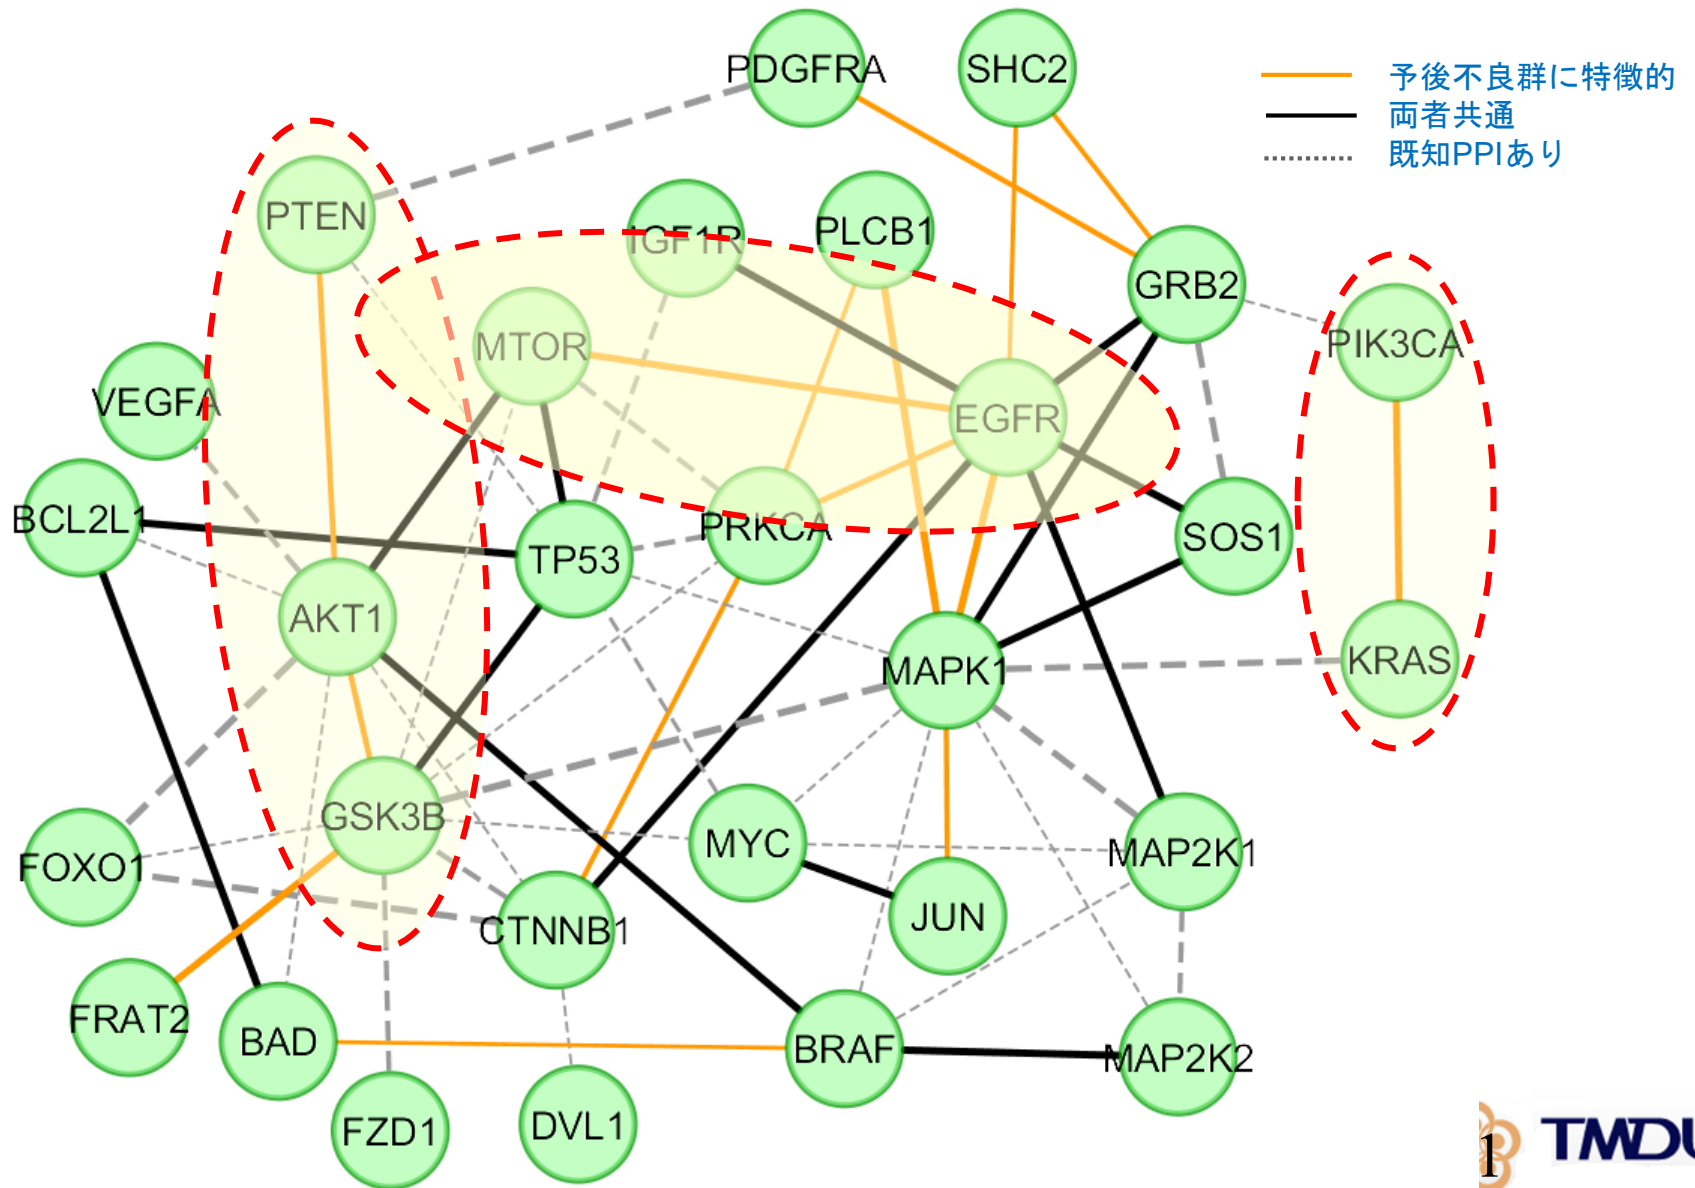 PDGFRA
SHC2
予後不良群に特徴的
両者共通
既知PPIあり
PTEN
IGF1R
PLCB1
GRB2
MTOR
PIK3CA
VEGFA
EGFR
BCL2L1
TP53
PRKCA
SOS1
AKT1
MAPK1
KRAS
GSK3B
MYC
MAP2K1
FOXO1
CTNNB1
JUN
FRAT2
BAD
BRAF
MAP2K2
FZD1
DVL1
1
TMDU